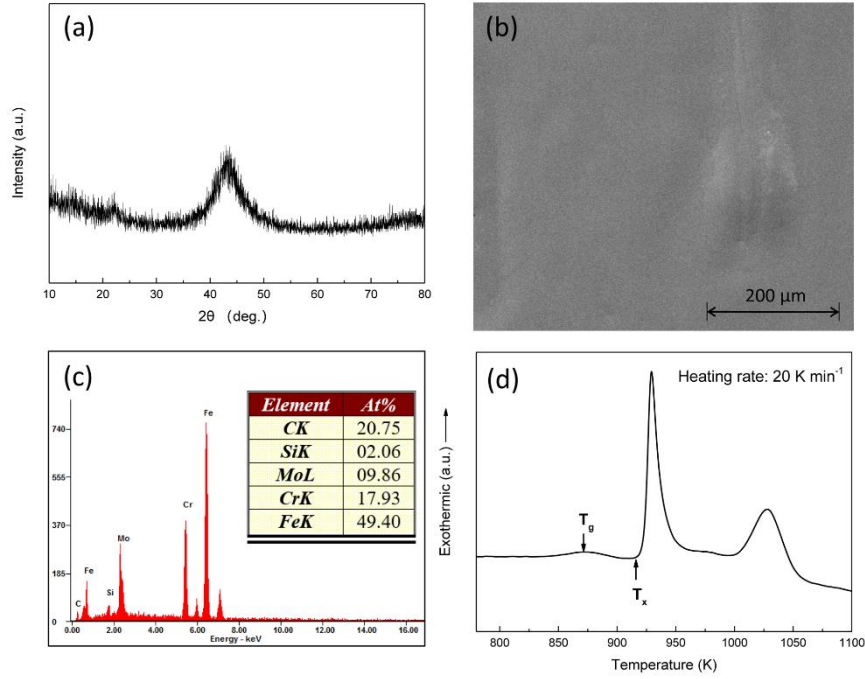 (a)
Intensity (a.u.)
10 20 30 40 50 60 70 80
2θ (deg.)
(b)
200 μm
(c)
740
555
370
185
0
C
Fe
Si
Mo
Cr
Fe
0.00 2.00 4.00 6.00 8.00 10.00 12.00 14.00 16.00
Energy - keV
Element At%
CK 20.75
SiK 02.06
MoL 09.86
CrK 17.93
FeK 49.40
(d)
Heating rate: 20 K min⁻¹
Exothermic (a.u.)
Tg
Tx
800 850 900 950 1000 1050 1100
Temperature (K)